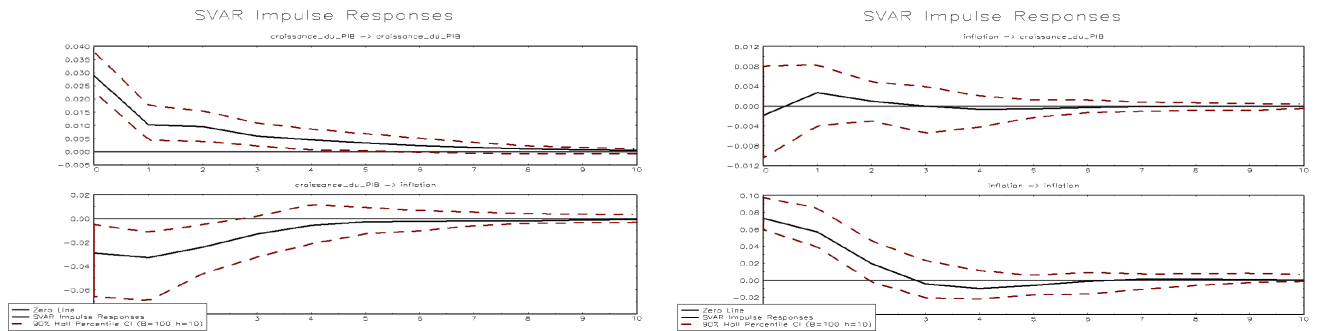 SVAR Impulse Responses
croissance_du_PIB -> croissance_du_PIB
0.040
0.035
0.030
0.025
0.020
0.015
0.010
0.005
0.000
-0.005
0 1 2 3 4 5 6 7 8 9 10
croissance_du_PIB -> inflation
0.02
0.00
-0.02
-0.04
-0.06
3 4 5 6 7 8 9 10
Zero Line
SVAR Impulse Responses
90% Hall Percentile CI (B=100 h=10)
SVAR Impulse Responses
inflation -> croissance_du_PIB
0.012
0.008
0.004
0.000
-0.004
-0.008
-0.012
0 1 2 3 4 5 6 7 8 9 10
inflation -> inflation
0.10
0.08
0.06
0.04
0.02
0.00
-0.02
3 4 5 6 7 8 9 10
Zero Line
SVAR Impulse Responses
90% Hall Percentile CI (B=100 h=10)